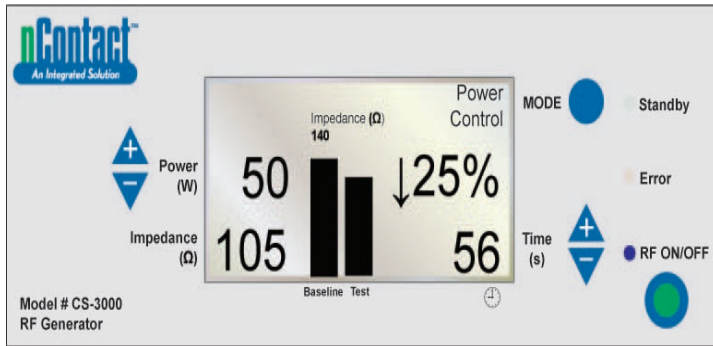 nContact™
An Integrated Solution
Power
Control
MODE
Standby
Impedance (Ω)
140
Power
(W)
50
↓25%
Error
Impedance
(Ω)
105
56
Time
(s)
RF ON/OFF
Baseline Test
Model # CS-3000
RF Generator